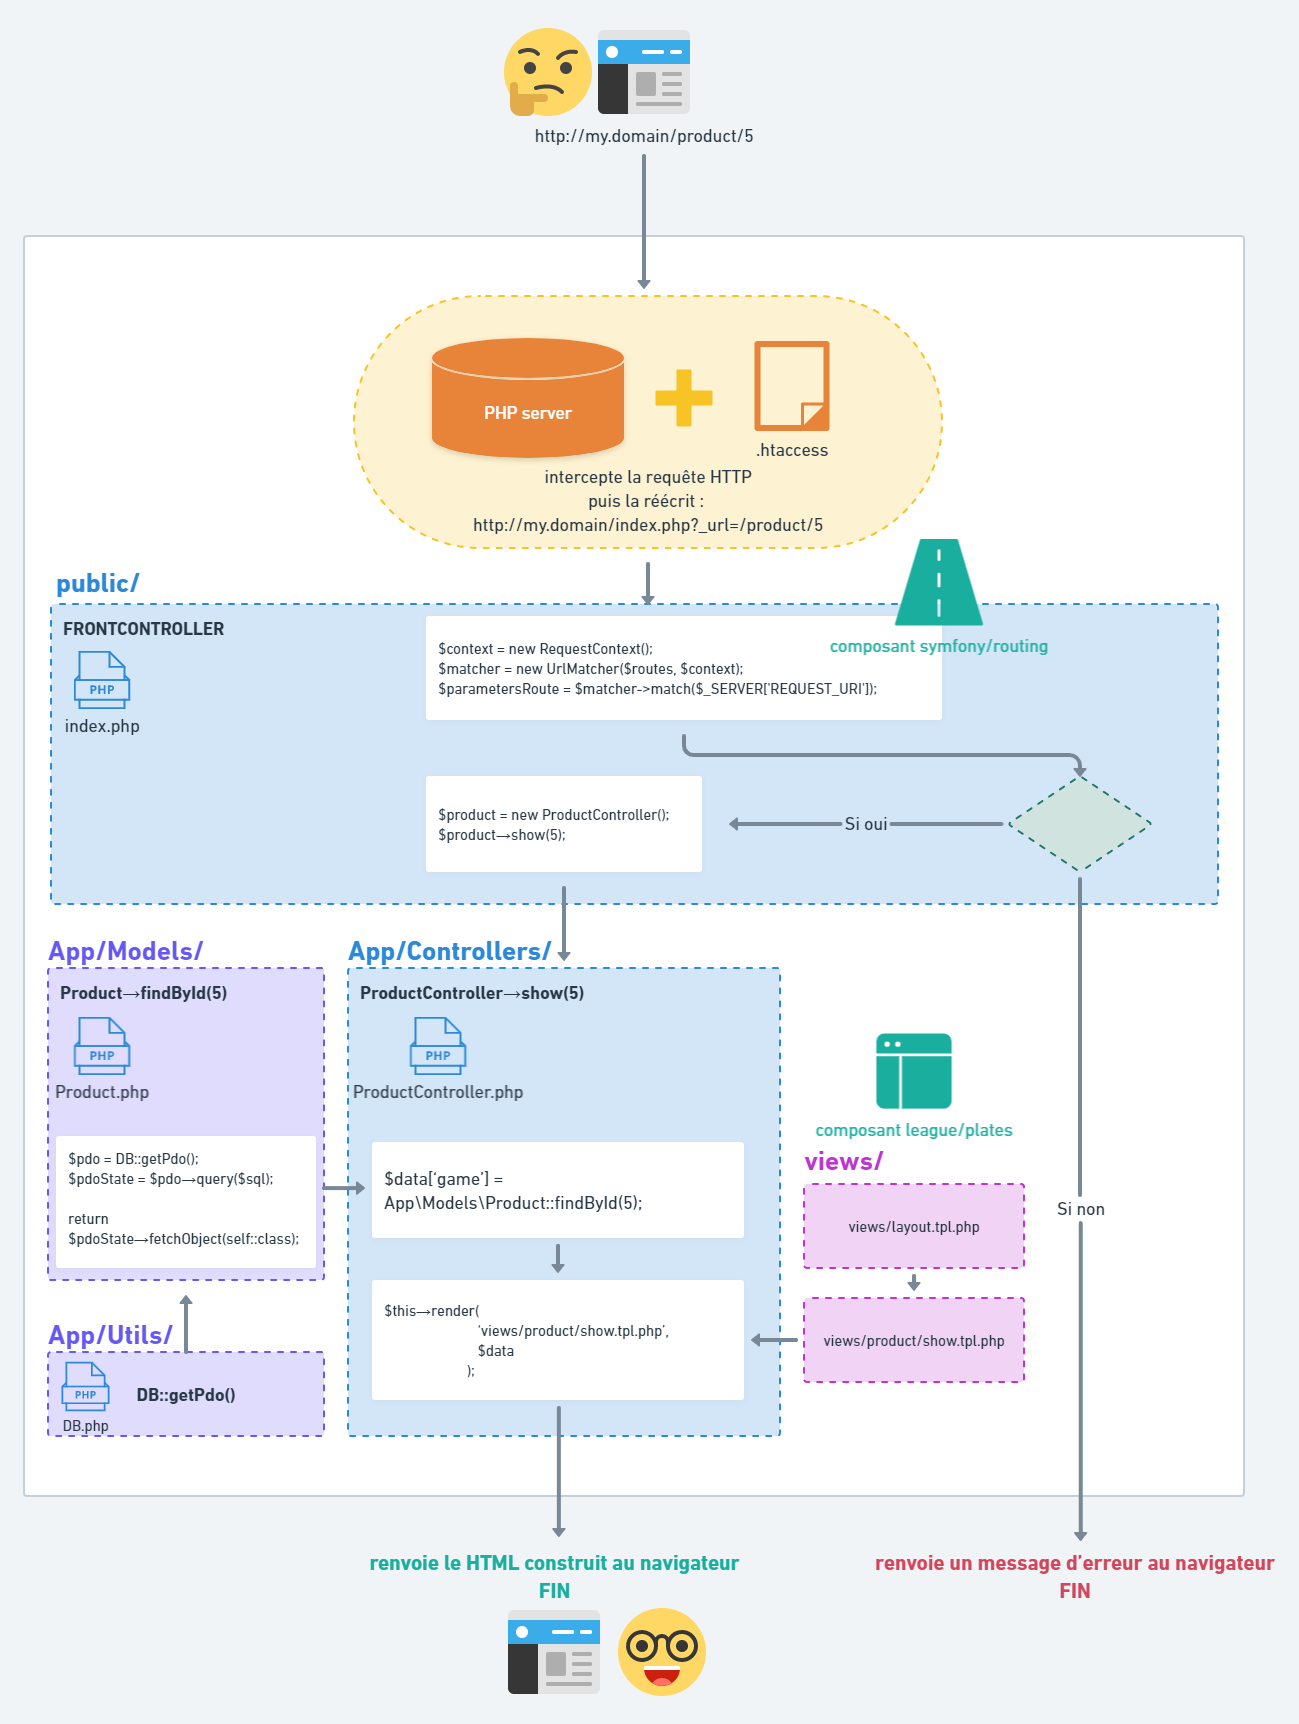 http://my.domain/product/5
PHP server
.htaccess
intercepte la requête HTTP
puis la réécrit :
http://my.domain/index.php?_url=/product/5
public/
FRONTCONTROLLER
PHP
index.php
composant symfony/routing
$context = new RequestContext();
$matcher = new UrlMatcher($routes, $context);
$parametersRoute = $matcher->match($_SERVER['REQUEST_URI']);
$product = new ProductController();
$product→show(5);
Si oui
App/Models/
Product→findById(5)
PHP
Product.php
$pdo = DB::getPdo();
$pdoState = $pdo→query($sql);
return
$pdoState→fetchObject(self::class);
App/Utils/
PHP
DB.php
DB::getPdo()
App/Controllers/
ProductController→show(5)
PHP
ProductController.php
$data['game'] =
App\Models\Product::findById(5);
$this→render(
'views/product/show.tpl.php',
$data
);
composant league/plates
views/
views/layout.tpl.php
views/product/show.tpl.php
Si non
renvoie le HTML construit au navigateur
FIN
renvoie un message d'erreur au navigateur
FIN